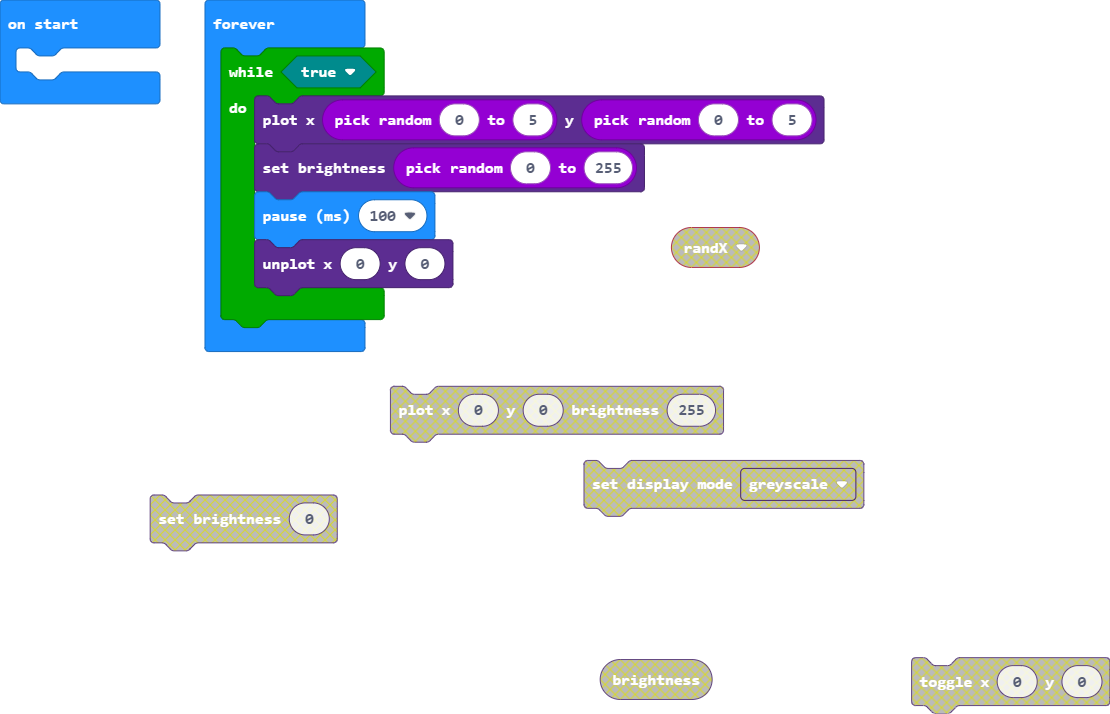 on start
forever
while true
do
plot x pick random 0 to 5 y pick random 0 to 5
set brightness pick random 0 to 255
pause (ms) 100
unplot x 0 y 0
randX
plot x 0 y 0 brightness 255
set display mode greyscale
set brightness 0
brightness
toggle x 0 y 0